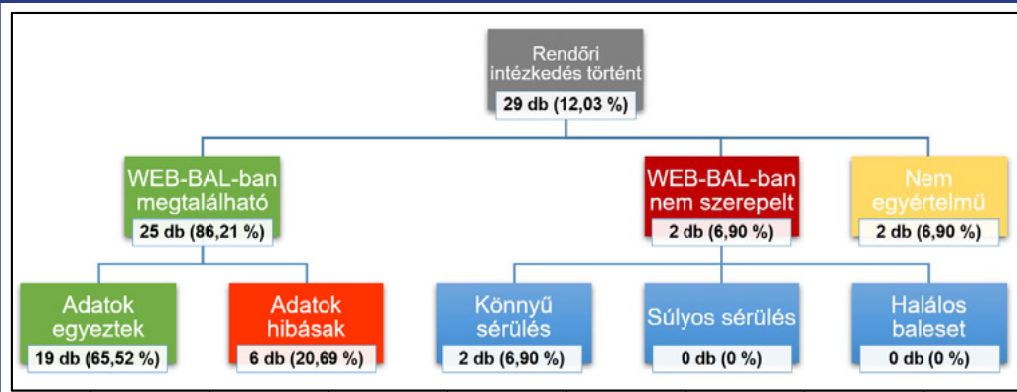 Rendőri
intézkedés történt
29 db (12,03 %)
WEB-BAL-ban
megtalálható
25 db (86,21 %)
WEB-BAL-ban
nem szerepelt
2 db (6,90 %)
Nem
egyértelmű
2 db (6,90 %)
Adatok
egyeztek
19 db (65,52 %)
Adatok
hibásak
6 db (20,69 %)
Könnyű
sérülés
2 db (6,90 %)
Súlyos sérülés
0 db (0 %)
Halálos
baleset
0 db (0 %)